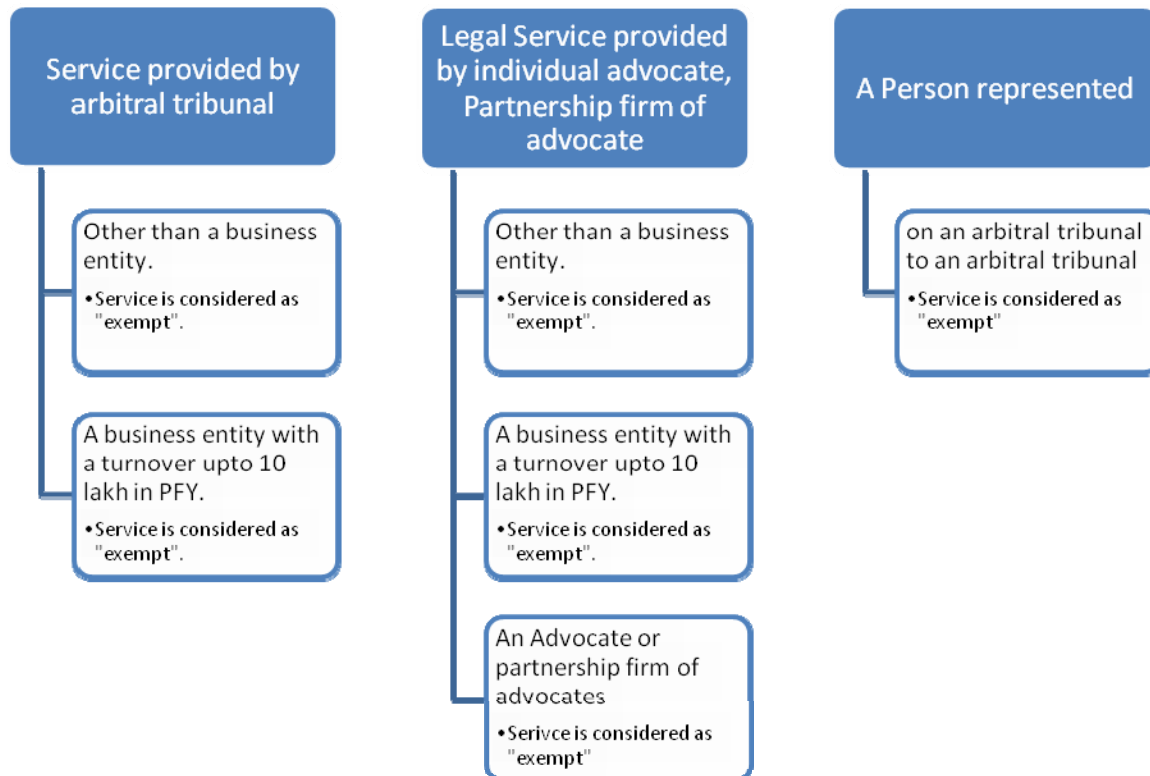 Service provided by
arbitral tribunal
Other than a business
entity.
•Service is considered as
"exempt".
A business entity with
a turnover upto 10
lakh in PFY.
•Service is considered as
"exempt".
Legal Service provided
by individual advocate,
Partnership firm of
advocate
Other than a business
entity.
•Service is considered as
"exempt".
A business entity with
a turnover upto 10
lakh in PFY.
•Service is considered as
"exempt".
An Advocate or
partnership firm of
advocates
•Serivce is considered as
"exempt"
A Person represented
on an arbitral tribunal
to an arbitral tribunal
•Service is considered as
"exempt"